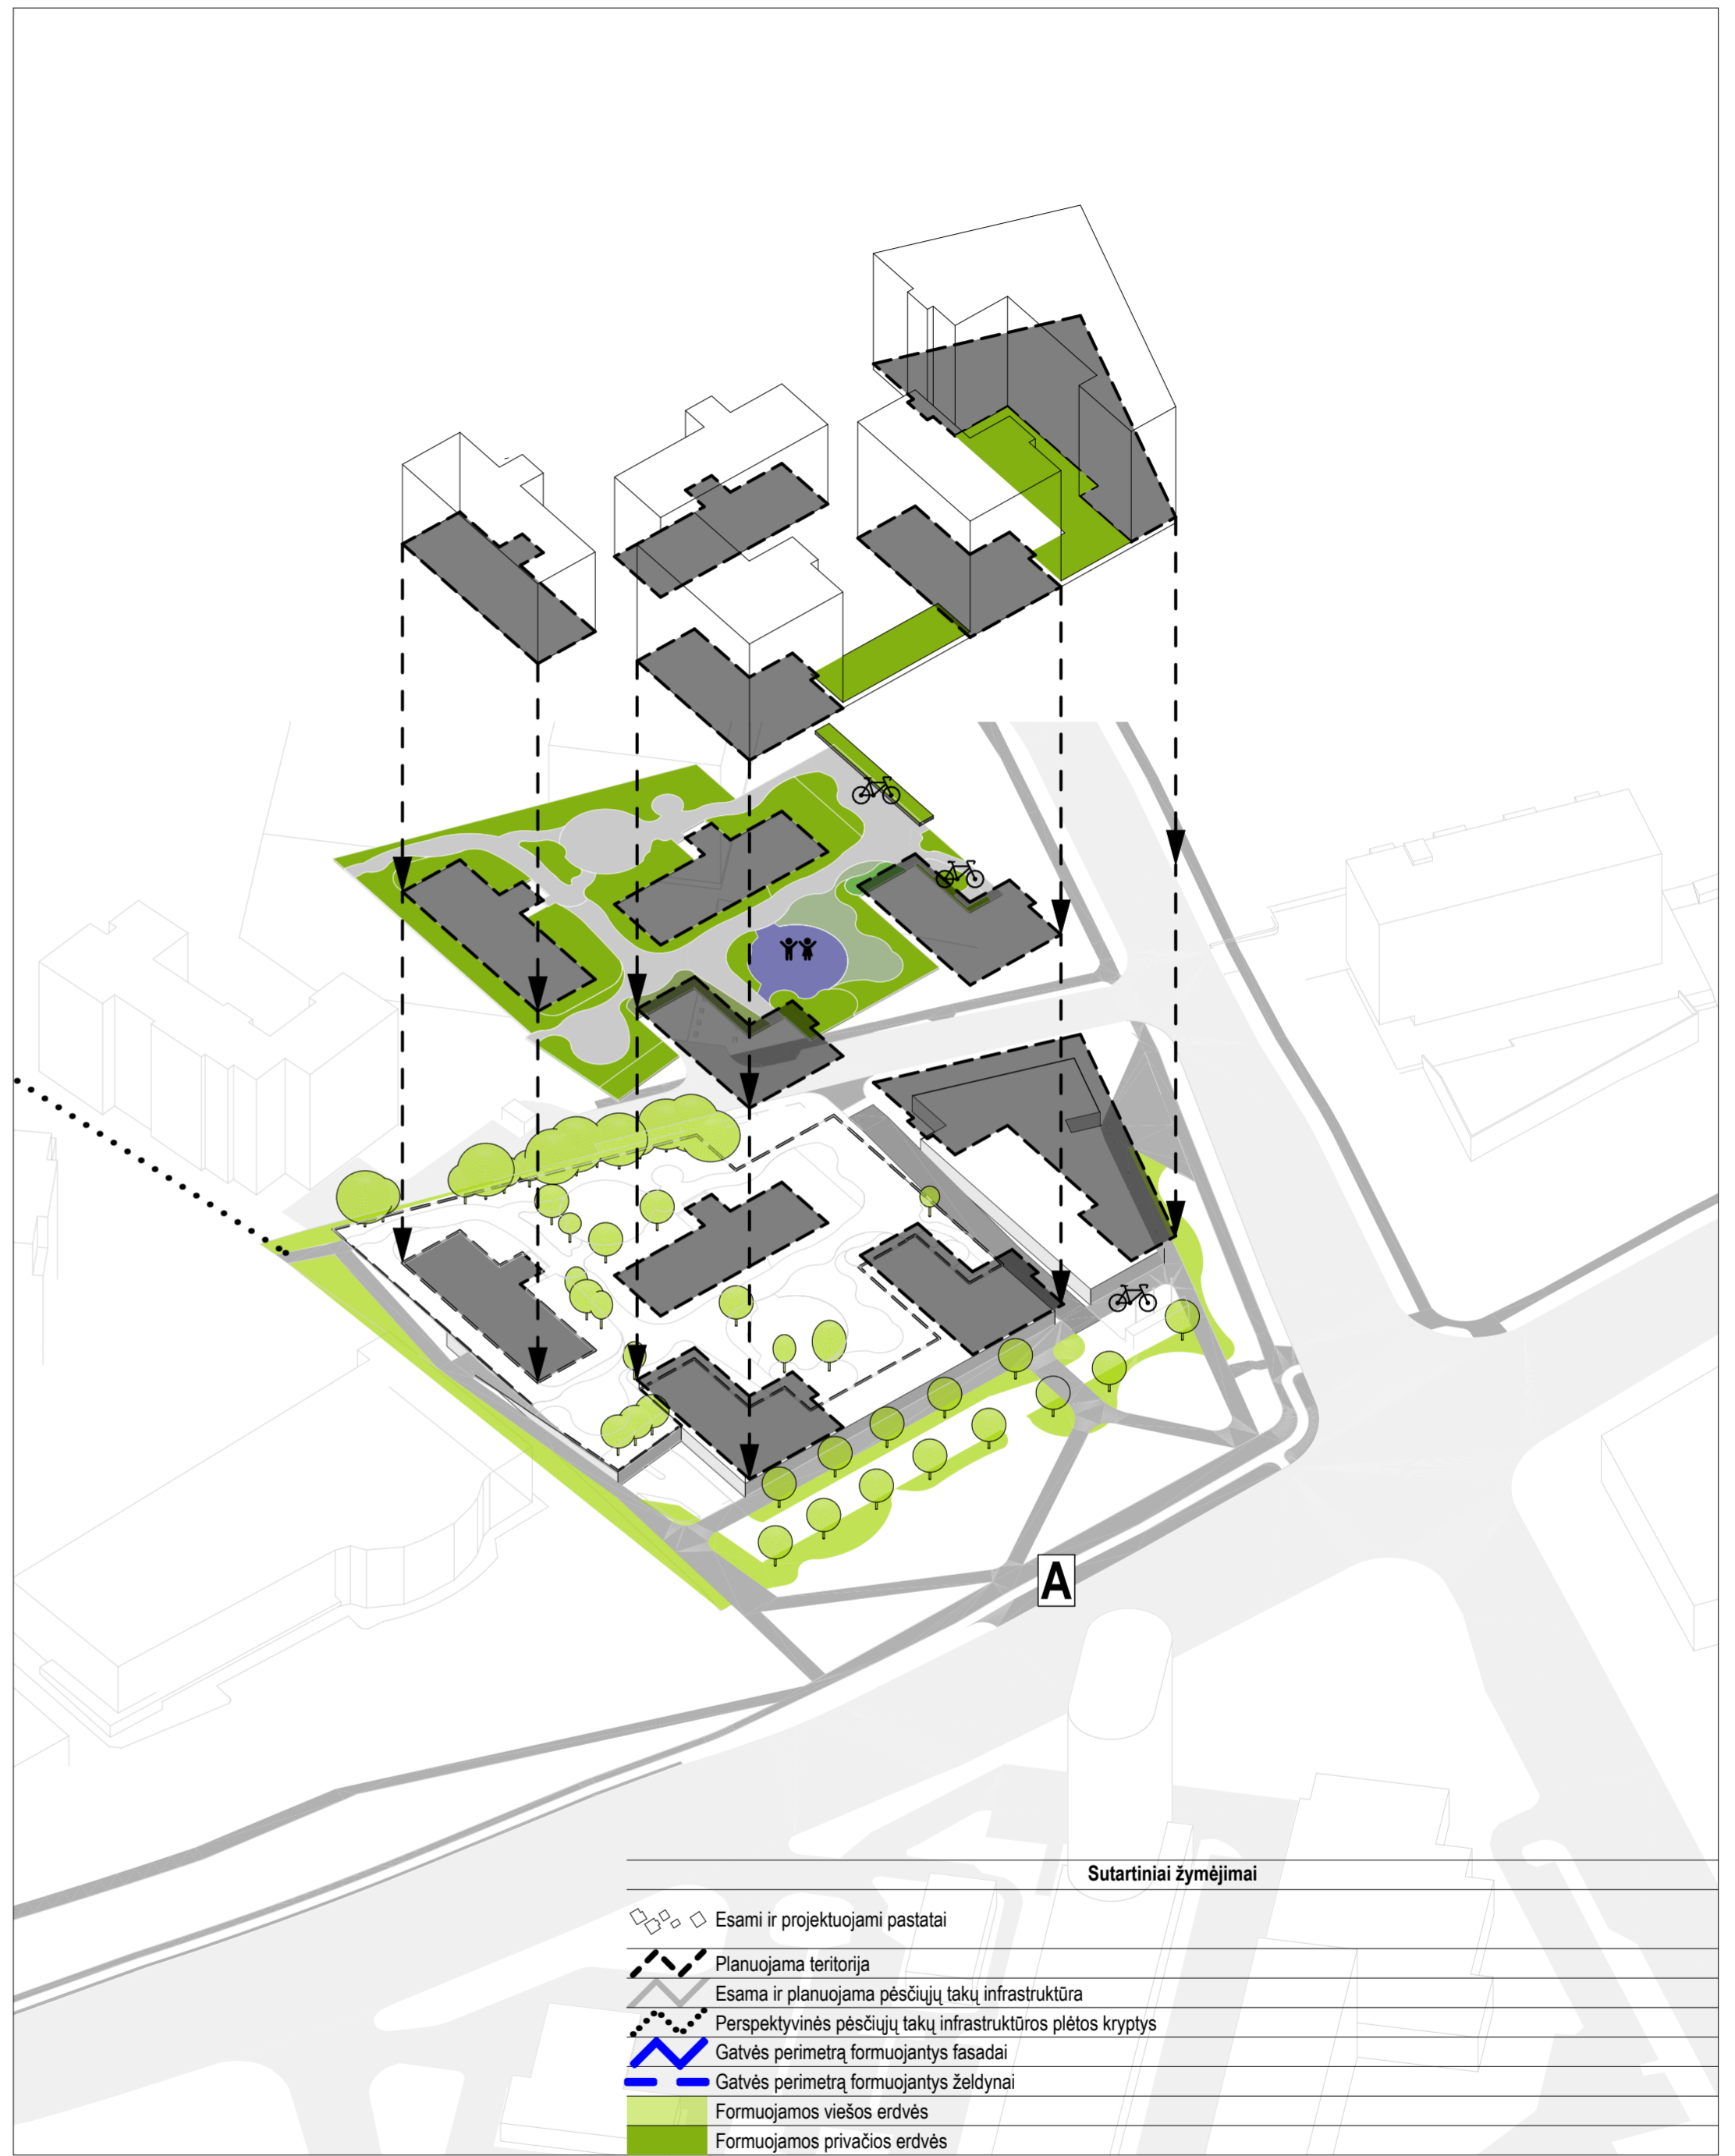 A
Sutartiniai žymėjimai
Esami ir projektuojami pastatai
Planuojama teritorija
Esama ir planuojama pėsčiųjų takų infrastruktūra
Perspektyvinės pėsčiųjų takų infrastruktūros plėtos kryptys
Gatvės perimetrą formuojantys fasadai
Gatvės perimetrą formuojantys želdynai
Formuojamos viešos erdvės
Formuojamos privačios erdvės